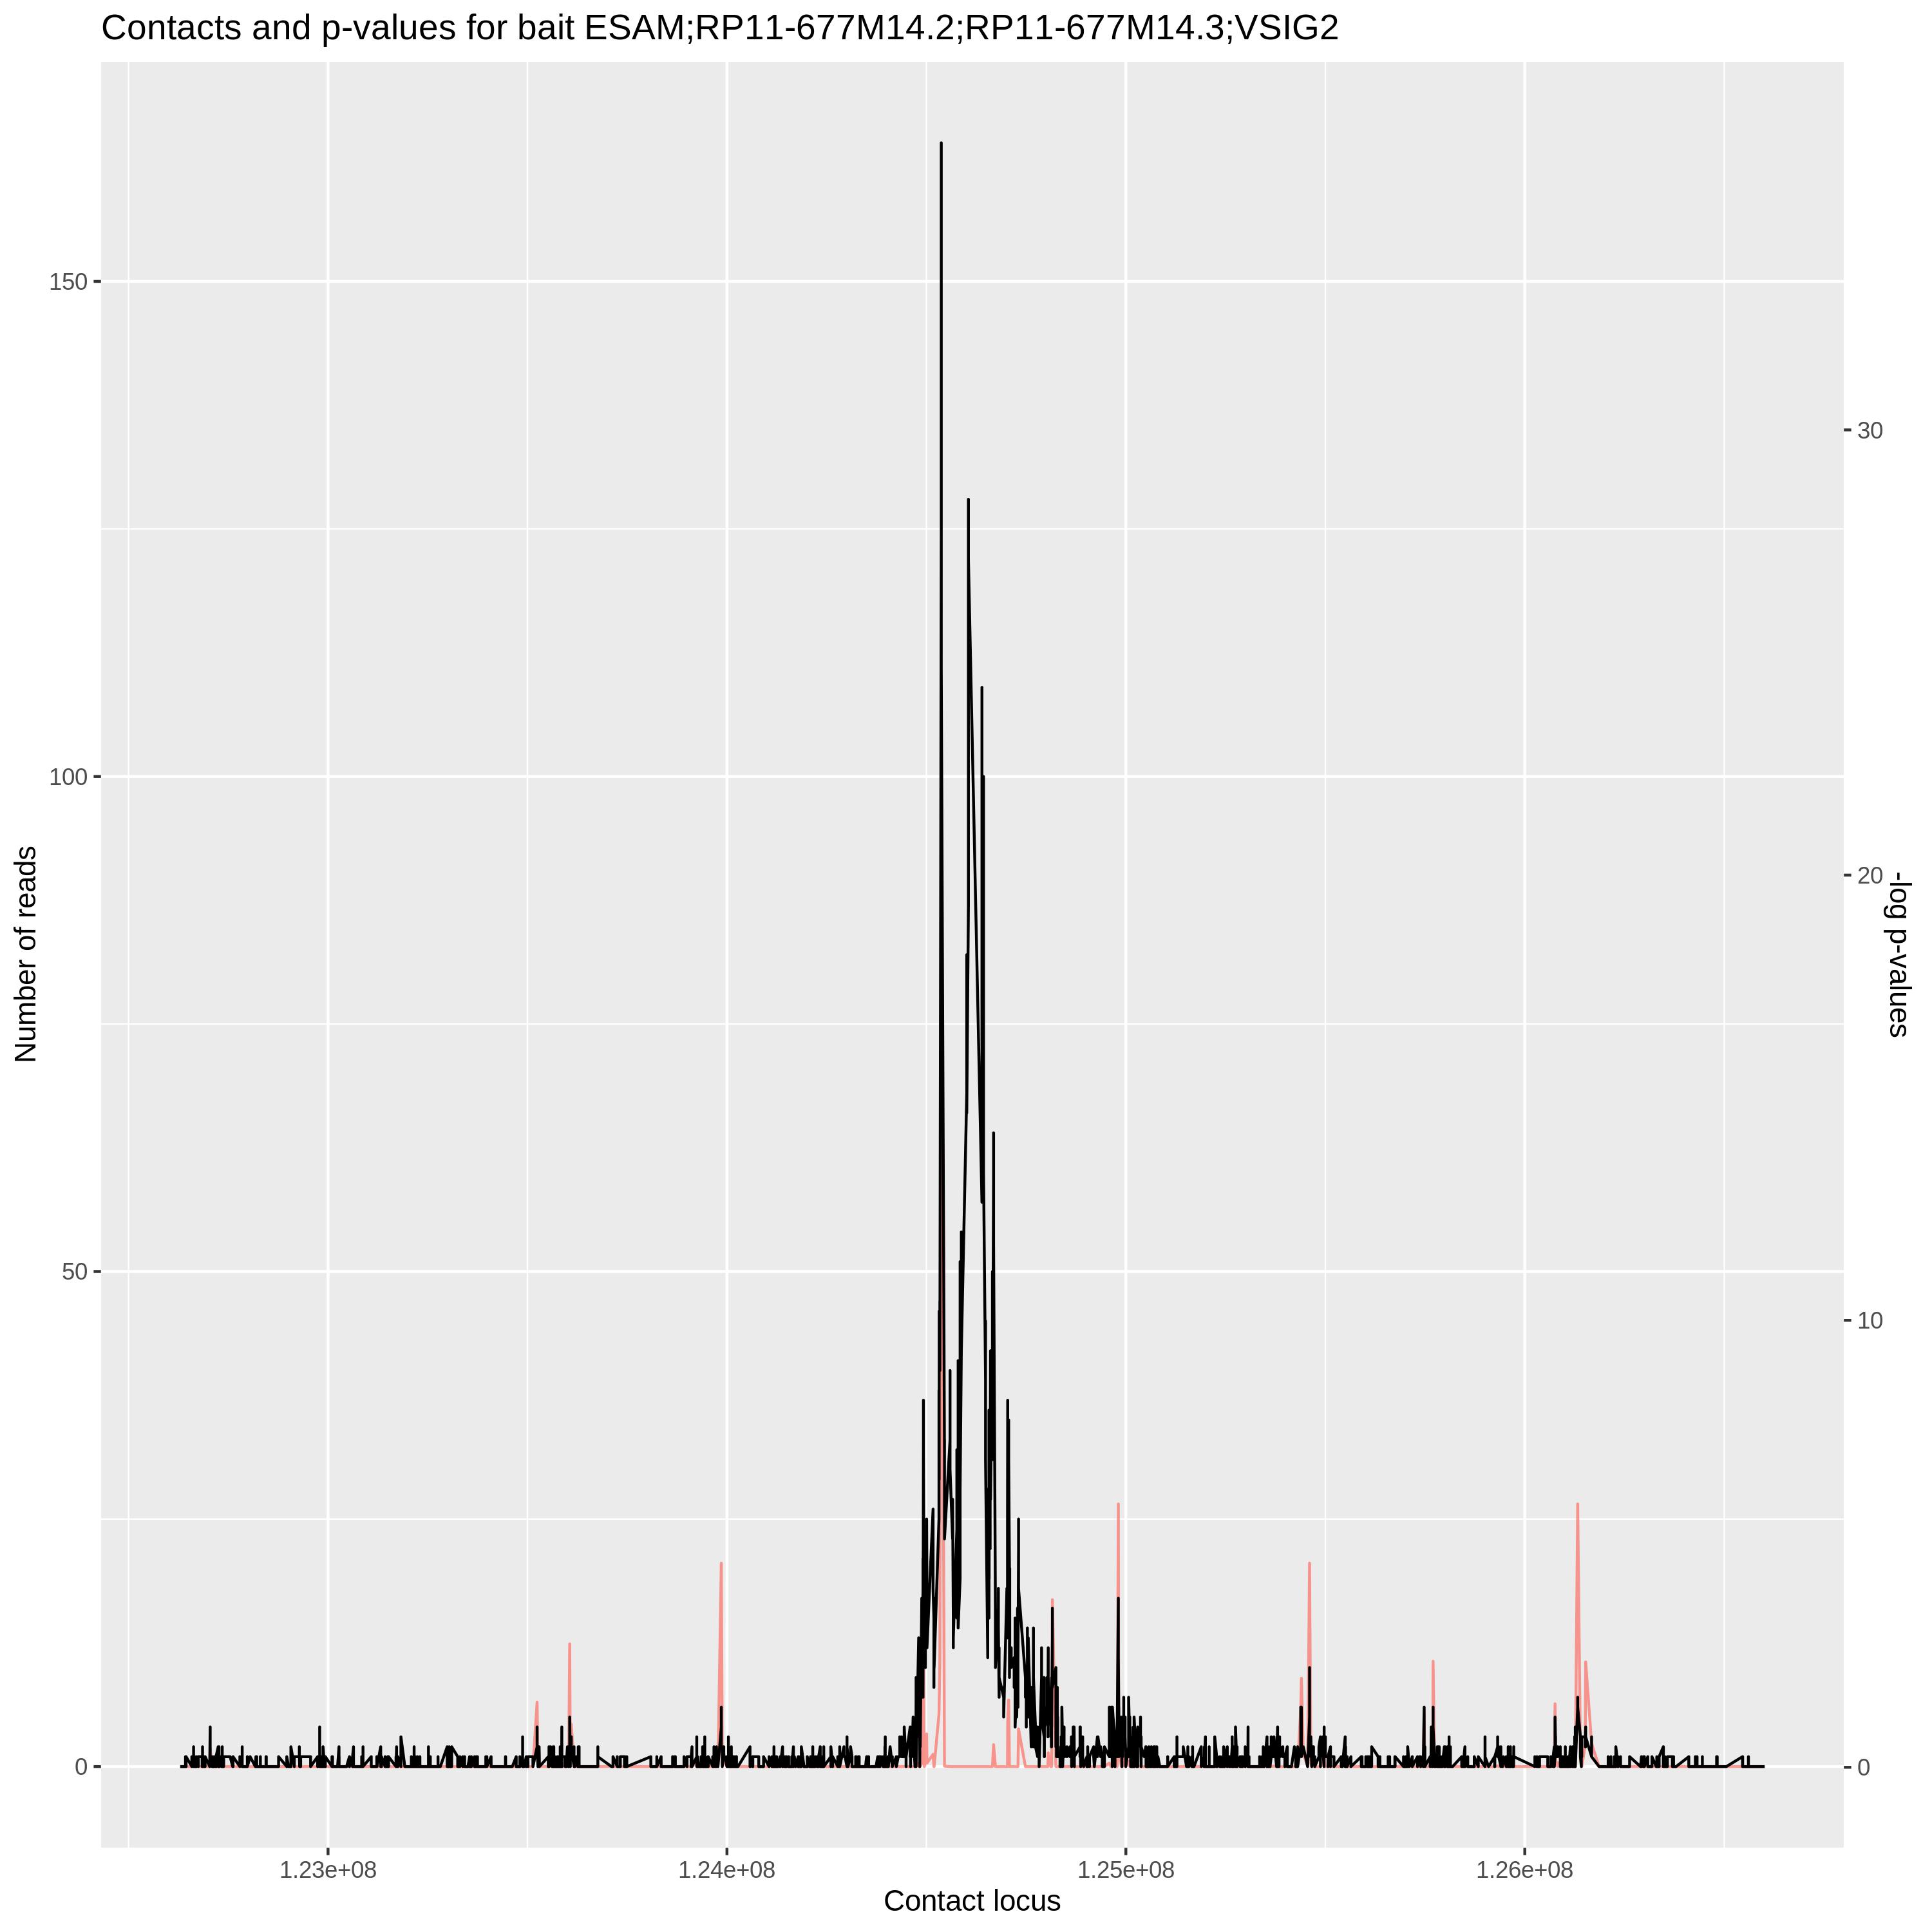 Contacts and p-values for bait ESAM;RP11-677M14.2;RP11-677M14.3;VSIG2
150
100
50
0
Number of reads
30
20
10
0
-log p-values
1.23e+08
1.24e+08
1.25e+08
1.26e+08
Contact locus